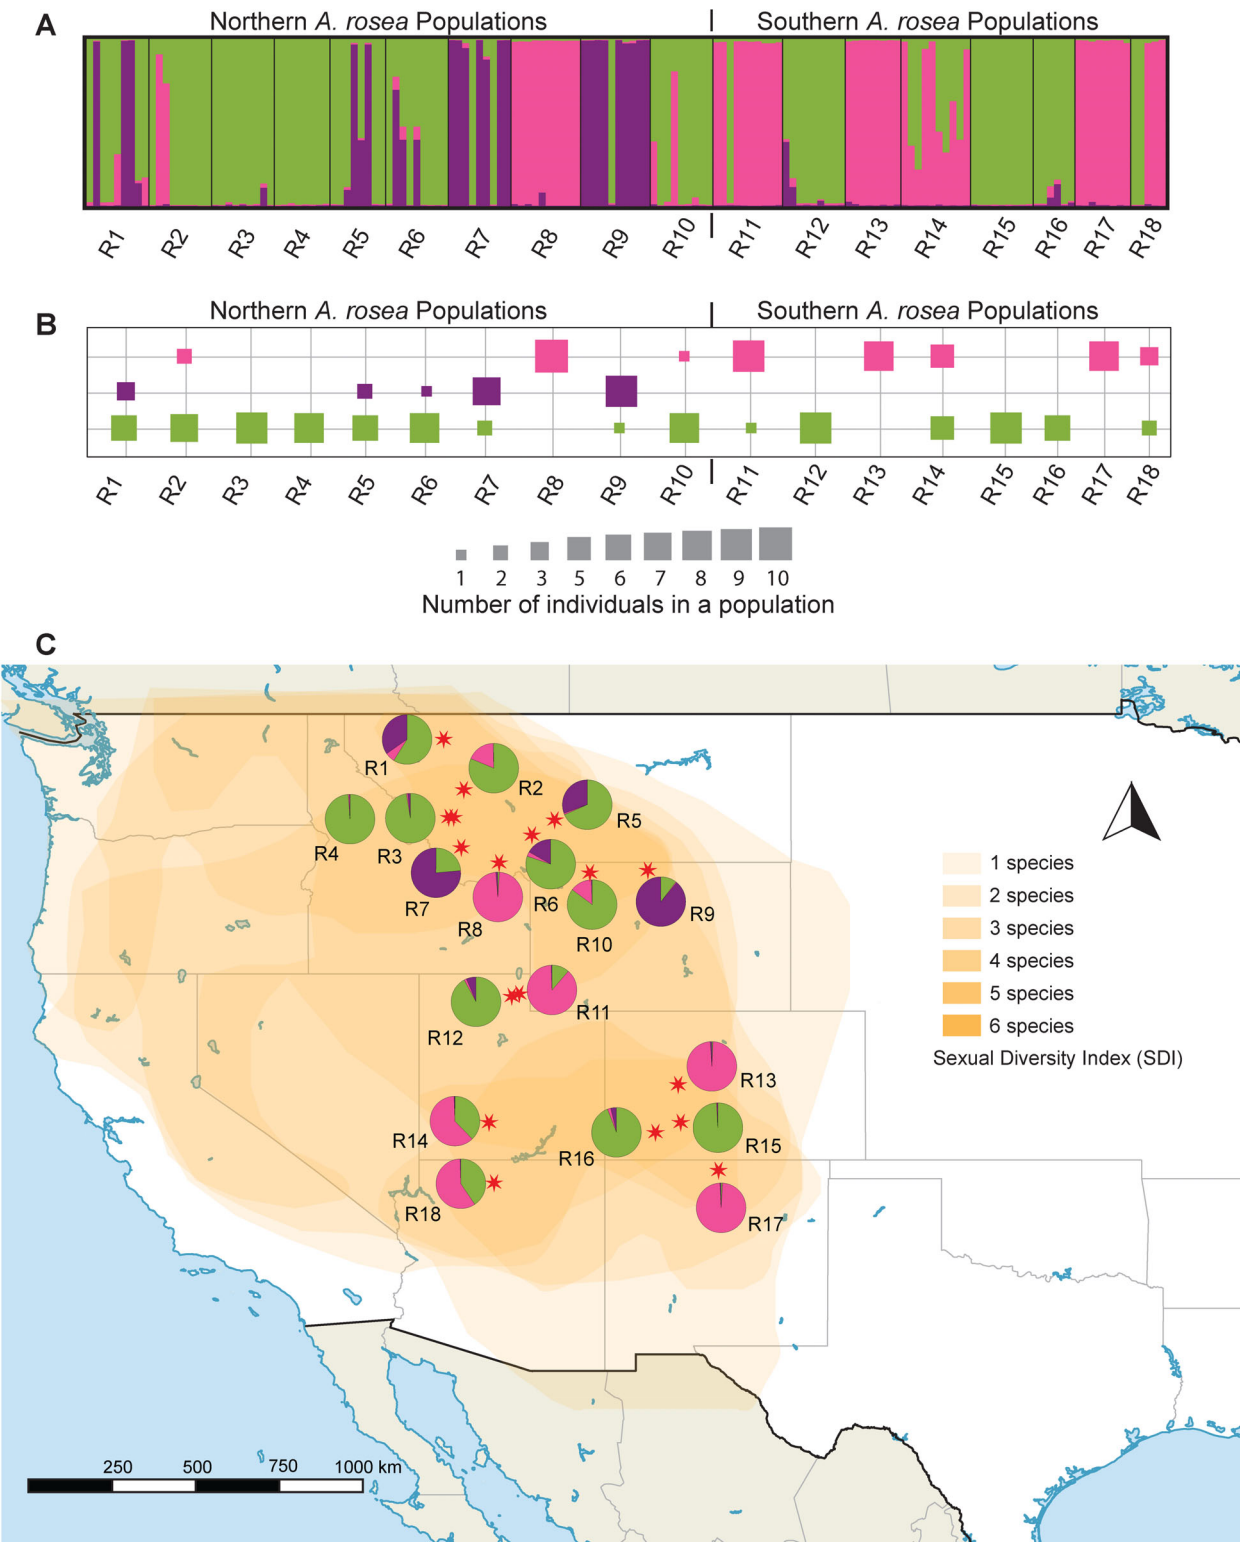 A
Northern A. rosea Populations | Southern A. rosea Populations
R1 R2 R3 R4 R5 R6 R7 R8 R9 R10 | R11 R12 R13 R14 R15 R16 R17 R18
B
Northern A. rosea Populations | Southern A. rosea Populations
R1 R2 R3 R4 R5 R6 R7 R8 R9 R10 | R11 R12 R13 R14 R15 R16 R17 R18
1 2 3 5 6 7 8 9 10
Number of individuals in a population
C
R1
R2
R5
R4 R3
R7
R6
R8
R9
R10
R11
R12
R13
R14
R15
R16
R18
R17
1 species
2 species
3 species
4 species
5 species
6 species
Sexual Diversity Index (SDI)
250 500 750 1000 km